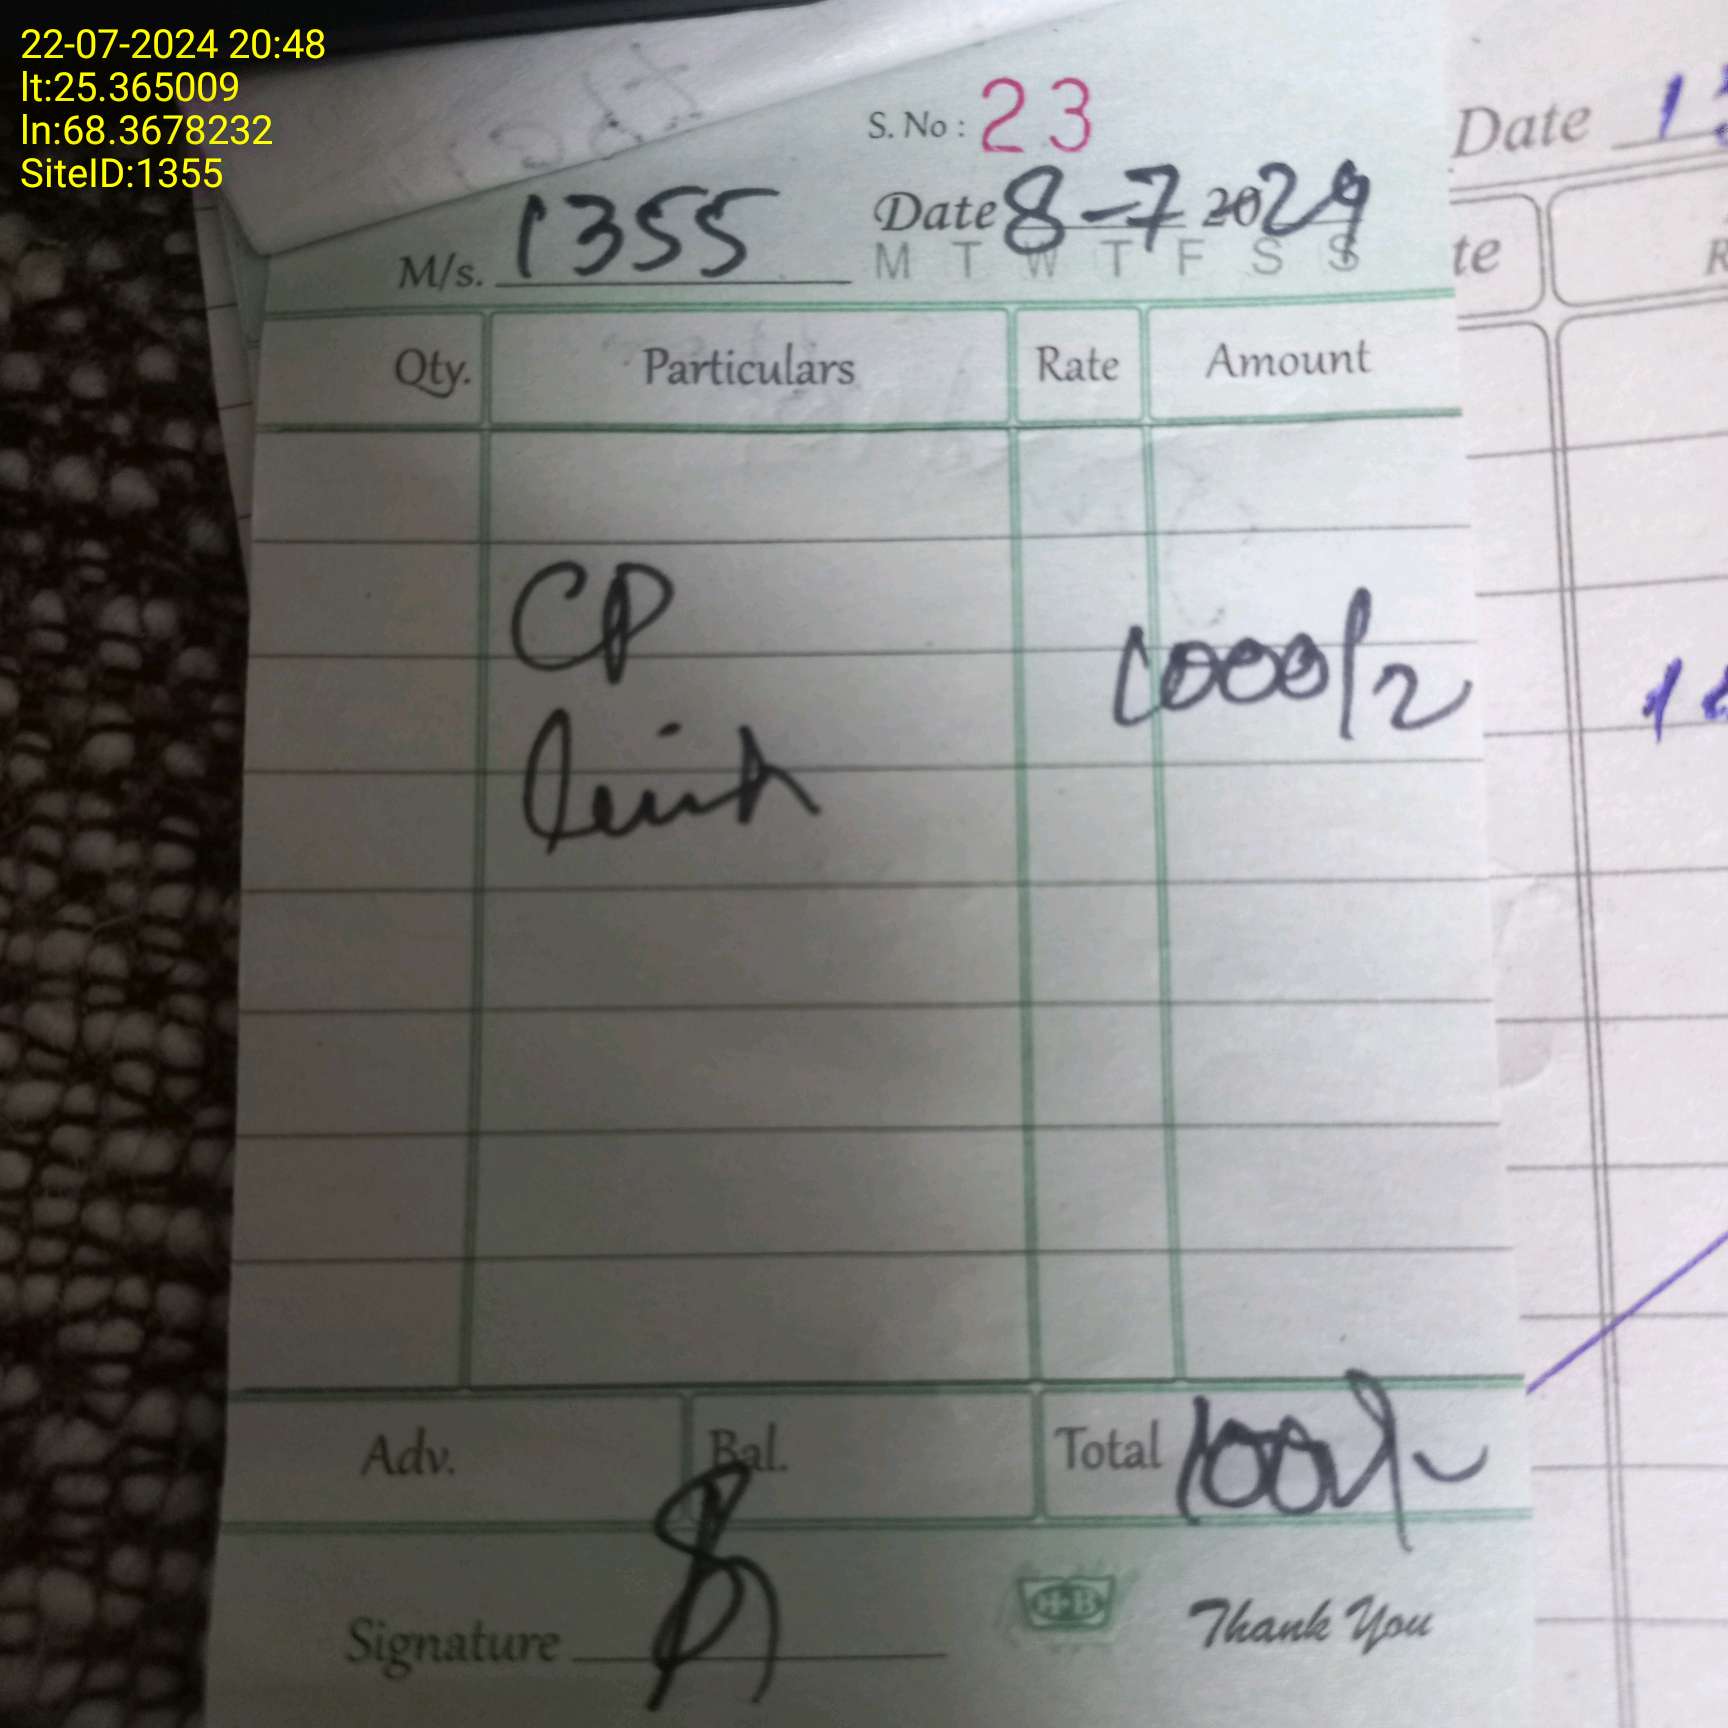 22-07-2024 20:48
lt:25.365009
ln:68.3678232
SiteID:1355
S. No : 23
M/s. 1355 Date 8-7 2024
M T W T F S S
Qty. Particulars Rate Amount
CP
1000/2
Adv. Bal. Total 1000/-
Signature
H-B Thank You
Date
te